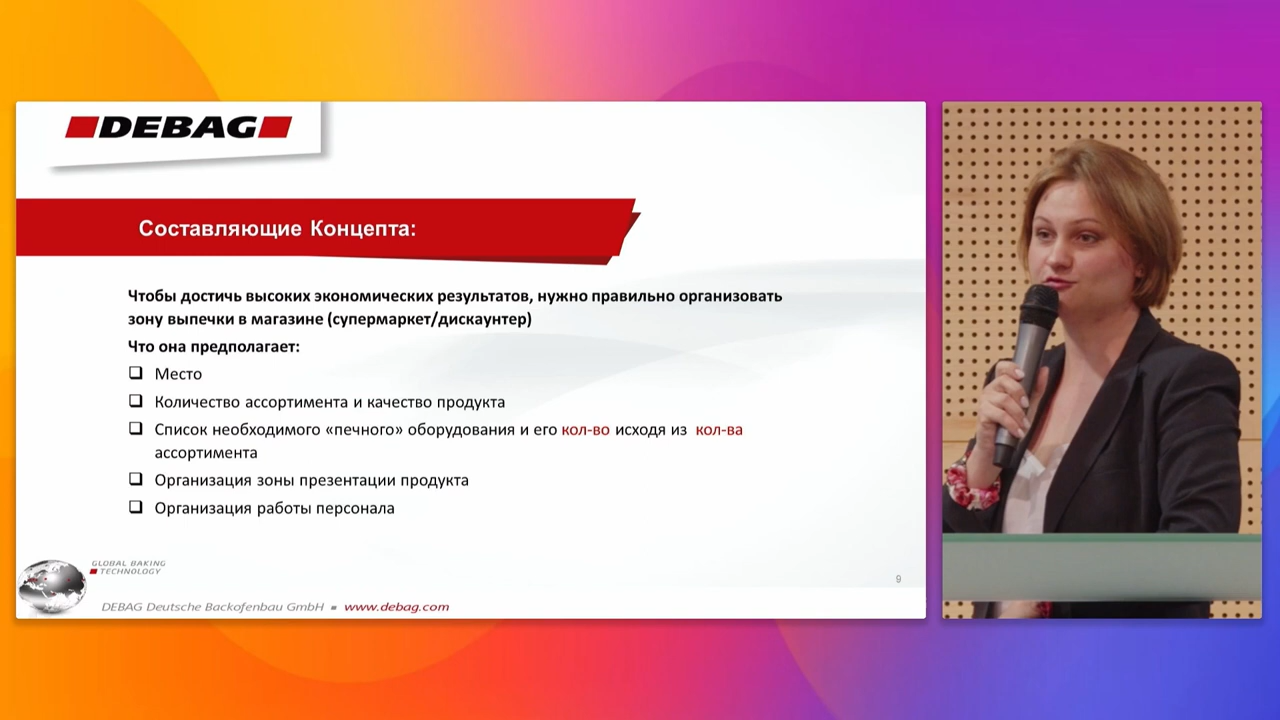 DEBAG
Составляющие Концепта:
Чтобы достичь высоких экономических результатов, нужно правильно организовать
зону выпечки в магазине (супермаркет/дискаунтер)
Что она предполагает:
Место
Количество ассортимента и качество продукта
Список необходимого «печного» оборудования и его кол-во исходя из кол-ва
ассортимента
Организация зоны презентации продукта
Организация работы персонала
GLOBAL BAKING
TECHNOLOGY
9
DEBAG Deutsche Backofenbau GmbH ▪ www.debag.com